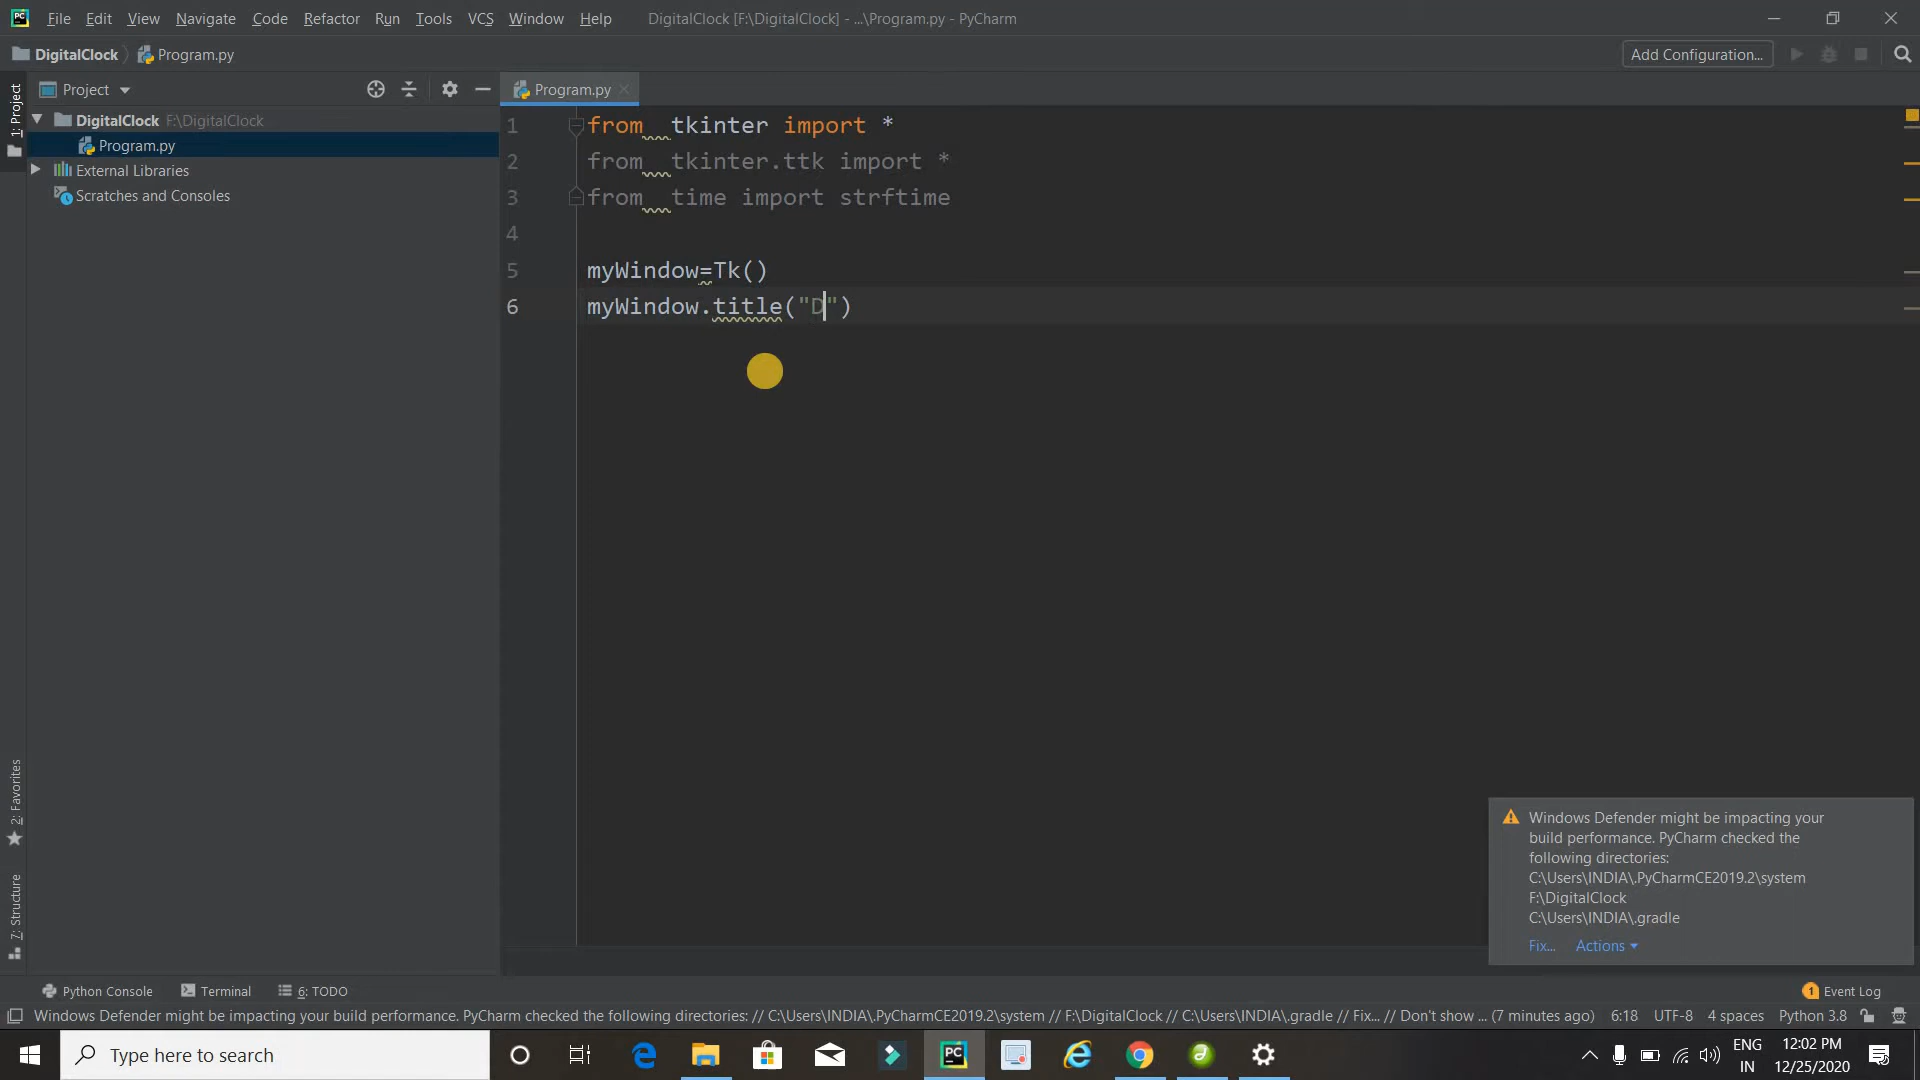 File Edit View Navigate Code Refactor Run Tools VCS Window Help DigitalClock [F:\DigitalClock] - ...\Program.py - PyCharm
DigitalClock Program.py Add Configuration...
Project Program.py
1: Project
DigitalClock F:\DigitalClock
Program.py
External Libraries
Scratches and Consoles
1 from  tkinter import *
2 from  tkinter.ttk import *
3 from  time import strftime
4
5 myWindow=Tk()
6 myWindow.title("D")
2: Favorites
7: Structure
Windows Defender might be impacting your
build performance. PyCharm checked the
following directories:
C:\Users\INDIA\.PyCharmCE2019.2\system
F:\DigitalClock
C:\Users\INDIA\.gradle
Fix... Actions
Python Console Terminal 6: TODO 1 Event Log
Windows Defender might be impacting your build performance. PyCharm checked the following directories: // C:\Users\INDIA\.PyCharmCE2019.2\system // F:\DigitalClock // C:\Users\INDIA\.gradle // Fix... // Don't show ... (7 minutes ago) 6:18 UTF-8 4 spaces Python 3.8
Type here to search PC ENG 12:02 PM
IN 12/25/2020